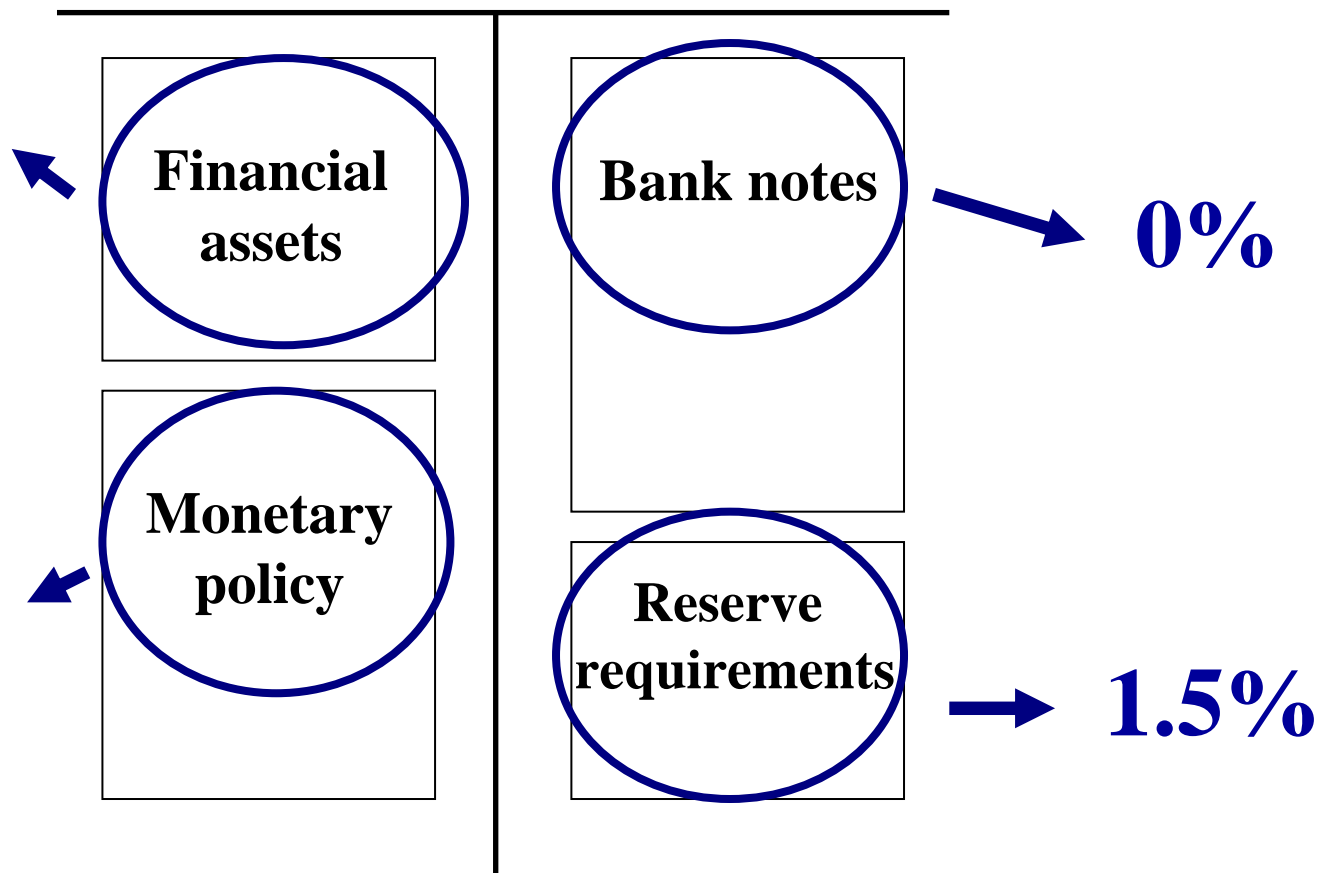 Financial
assets
Bank notes
0%
Monetary
policy
Reserve
requirements
1.5%